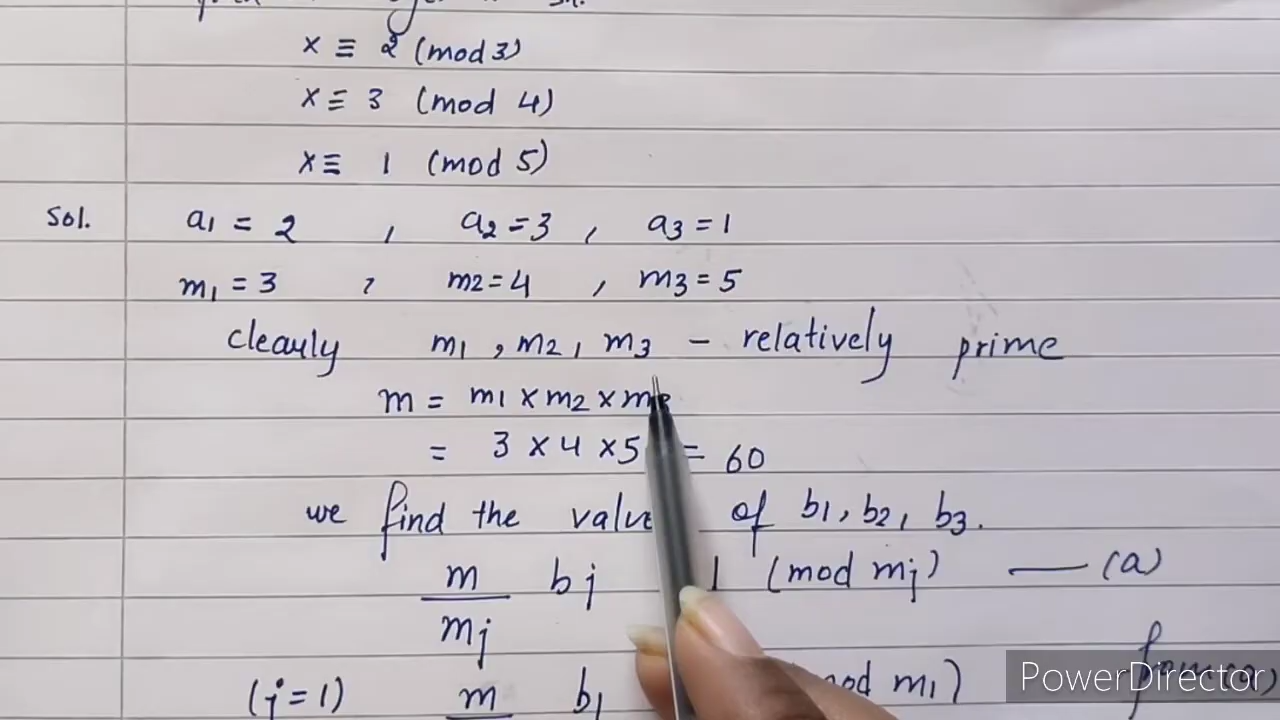 x ≡ 2 (mod 3)
x ≡ 3 (mod 4)
x ≡ 1 (mod 5)
Sol. a1 = 2 , a2 = 3 , a3 = 1
m1 = 3 , m2 = 4 , m3 = 5
clearly m1 , m2 , m3 - relatively prime
m = m1 × m2 × m3
= 3 × 4 × 5 = 60
we find the value of b1, b2, b3.
m/mj bj 1 (mod mj) — (a)
(j = 1) m b1 mod m1) from (a)
PowerDirector